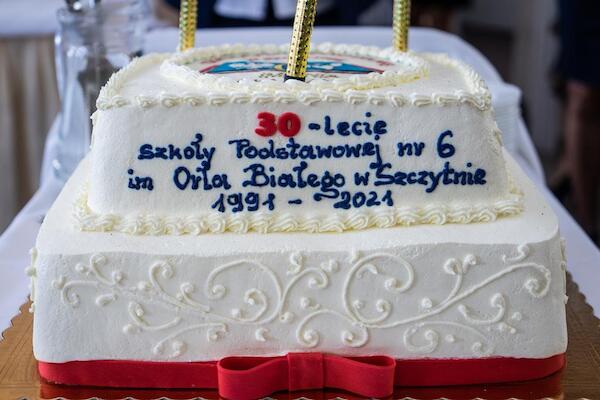 30-lecie
Szkoły Podstawowej nr 6
im Orła Białego w Szczytnie
1991 - 2021